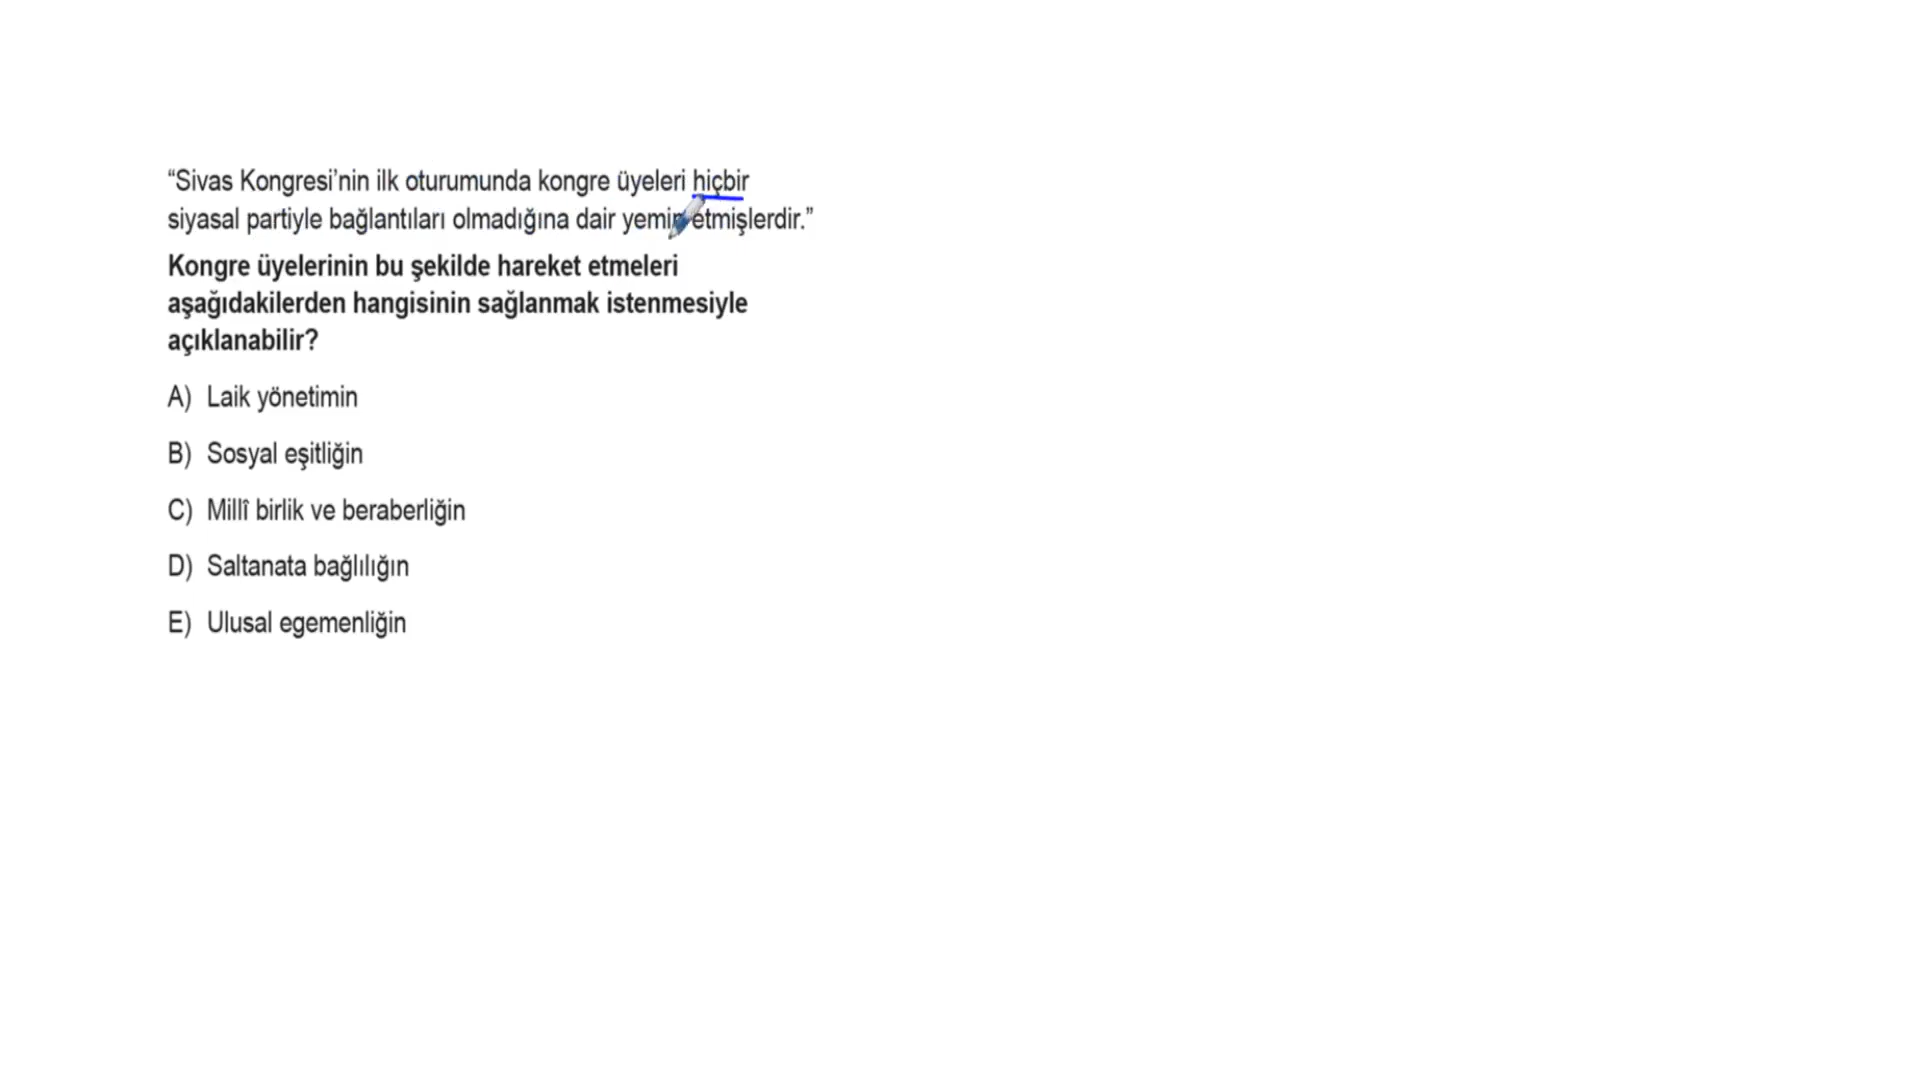 “Sivas Kongresi’nin ilk oturumunda kongre üyeleri hiçbir
siyasal partiyle bağlantıları olmadığına dair yemin etmişlerdir.”
Kongre üyelerinin bu şekilde hareket etmeleri
aşağıdakilerden hangisinin sağlanmak istenmesiyle
açıklanabilir?
A) Laik yönetimin
B) Sosyal eşitliğin
C) Millî birlik ve beraberliğin
D) Saltanata bağlılığın
E) Ulusal egemenliğin